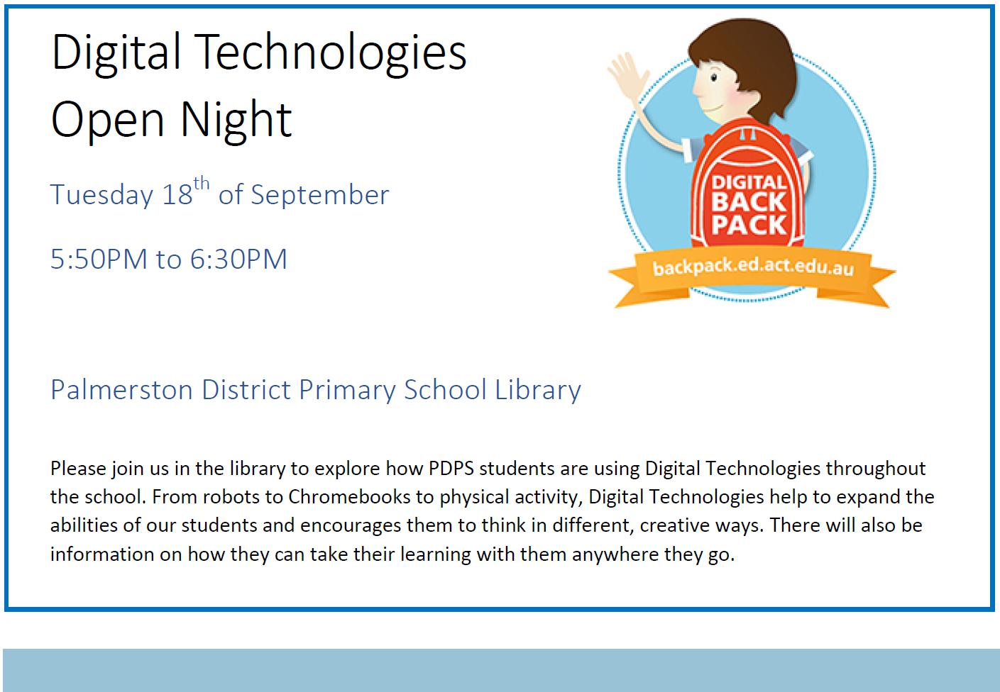 Digital Technologies
Open Night
Tuesday 18th of September
5:50PM to 6:30PM
DIGITAL
BACK
PACK
backpack.ed.act.edu.au
Palmerston District Primary School Library
Please join us in the library to explore how PDPS students are using Digital Technologies throughout
the school. From robots to Chromebooks to physical activity, Digital Technologies help to expand the
abilities of our students and encourages them to think in different, creative ways. There will also be
information on how they can take their learning with them anywhere they go.